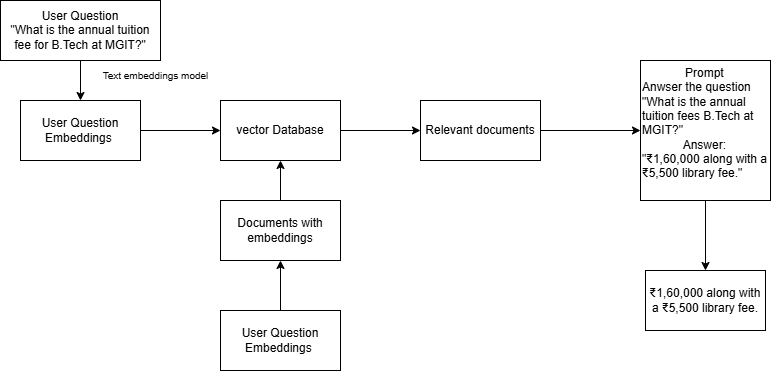 User Question
"What is the annual tuition
fee for B.Tech at MGIT?"
Text embeddings model
User Question
Embeddings
vector Database
Relevant documents
Prompt
Anwser the question
"What is the annual
tuition fees B.Tech at
MGIT?"
Answer:
"₹1,60,000 along with a
₹5,500 library fee."
Documents with
embeddings
User Question
Embeddings
₹1,60,000 along with
a ₹5,500 library fee.